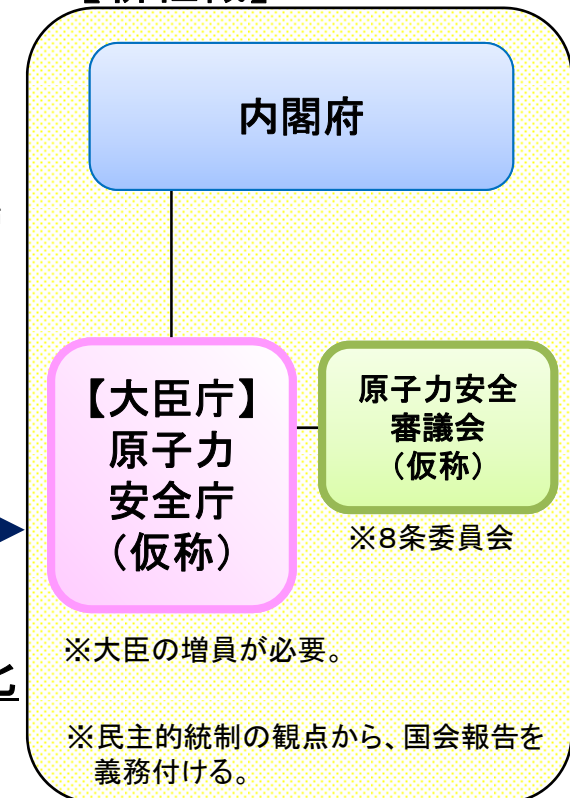 内閣府
【大臣庁】
原子力
安全庁
（仮称）
原子力安全
審議会
（仮称）
※８条委員会
※大臣の増員が必要。
化
※民主的統制の観点から、国会報告を
義務付ける。